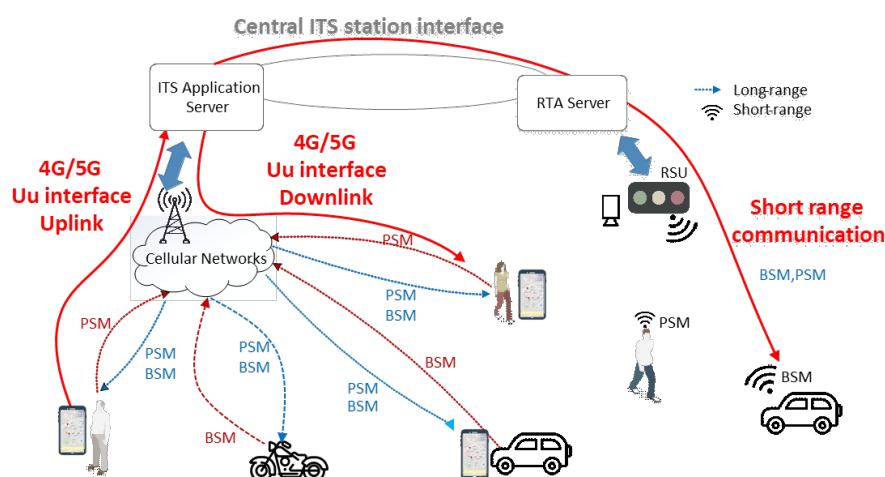 Central ITS station interface
ITS Application
Server
RTA Server
Long-range
Short-range
4G/5G
Uu interface
Uplink
4G/5G
Uu interface
Downlink
RSU
Short range
communication
BSM,PSM
Cellular Networks
PSM
PSM
BSM
PSM
PSM
BSM
PSM
BSM
BSM
PSM
BSM
BSM
PSM
BSM